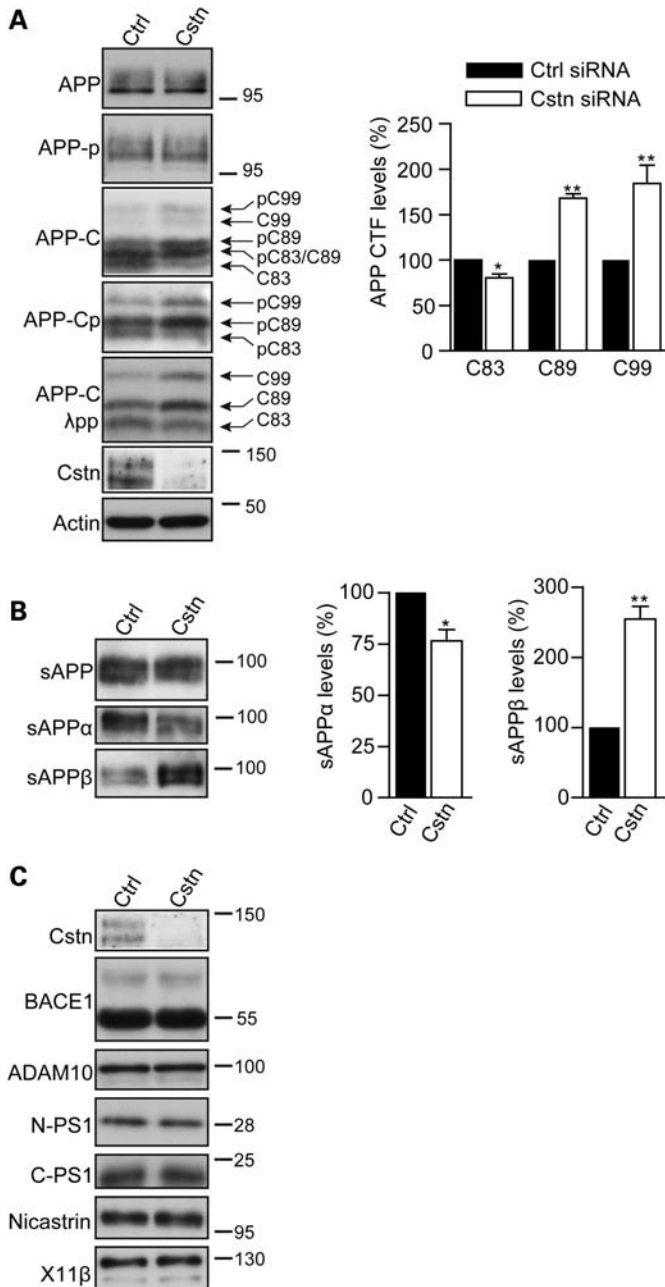 A
Ctrl Cstn
APP
95
APP-p
95
APP-C
pC99
C99
pC89
pC83/C89
C83
APP-Cp
pC99
pC89
pC83
APP-C
λpp
C99
C89
C83
Cstn
150
Actin
50
Ctrl siRNA
Cstn siRNA
APP CTF levels (%)
250
200
150
100
50
0
*
**
**
C83 C89 C99
B
Ctrl Cstn
sAPP
100
sAPPα
100
sAPPβ
100
sAPPα levels (%)
100
75
50
25
0
*
Ctrl Cstn
sAPPβ levels (%)
300
200
100
0
**
Ctrl Cstn
C
Ctrl Cstn
Cstn
150
BACE1
55
ADAM10
100
N-PS1
28
C-PS1
25
Nicastrin
95
X11β
130